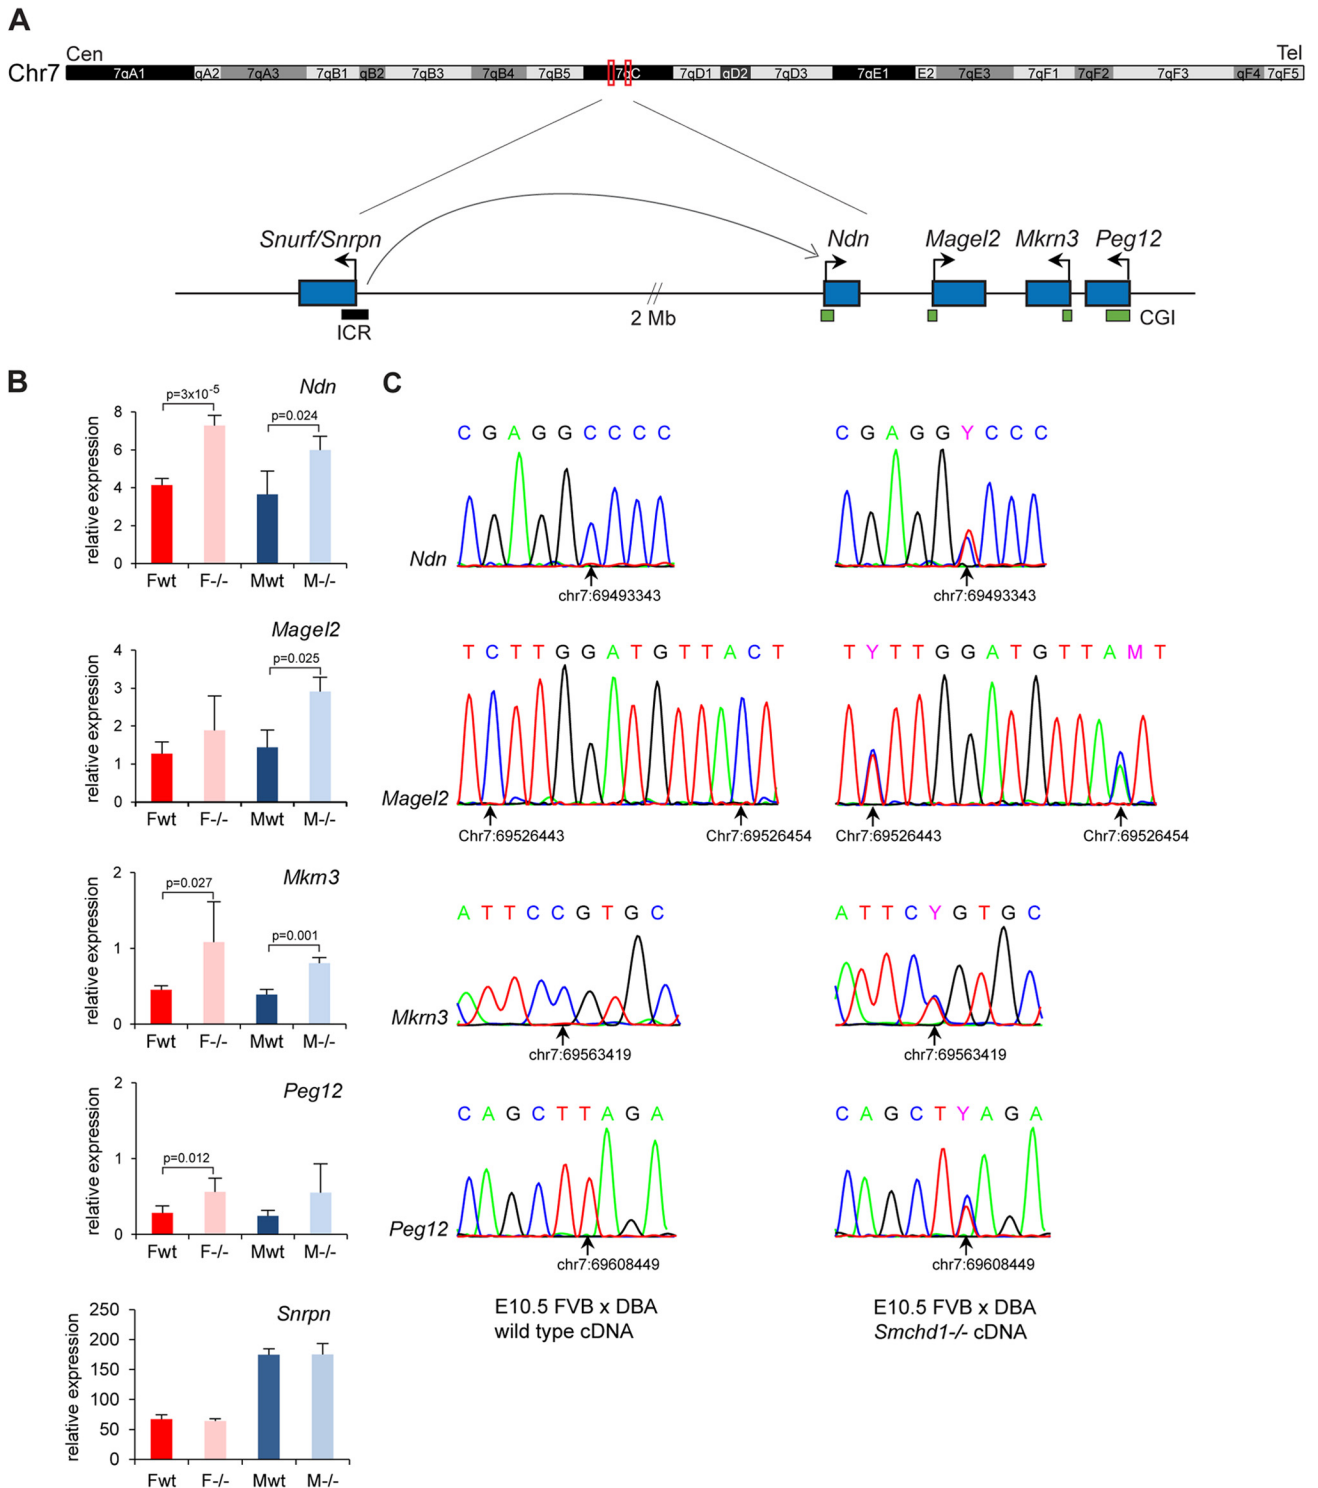 A
Cen
Tel
Chr7
7qA1 qA2 7qA3 7qB1 qB2 7qB3 7qB4 7qB5 7qC 7qD1 qD2 7qD3 7qE1 E2 7qE3 7qF1 7qF2 7qF3 qF4 7qF5
Snurf/Snrpn Ndn Magel2 Mkrn3 Peg12
ICR
2 Mb
CGI
B
Ndn
p=3x10-5
p=0.024
relative expression
8
6
4
2
0
Fwt F-/- Mwt M-/-
Magel2
p=0.025
relative expression
4
3
2
1
0
Fwt F-/- Mwt M-/-
Mkrn3
p=0.027
p=0.001
relative expression
2
1
0
Fwt F-/- Mwt M-/-
Peg12
p=0.012
relative expression
2
1
0
Fwt F-/- Mwt M-/-
Snrpn
relative expression
250
200
150
100
50
0
Fwt F-/- Mwt M-/-
C
C G A G G C C C C
C G A G G Y C C C
Ndn
chr7:69493343
chr7:69493343
T C T T G G A T G T T A C T
T Y T T G G A T G T T A M T
Magel2
Chr7:69526443 Chr7:69526454
Chr7:69526443 Chr7:69526454
A T T C C G T G C
A T T C Y G T G C
Mkrn3
chr7:69563419
chr7:69563419
C A G C T T A G A
C A G C T Y A G A
Peg12
chr7:69608449
chr7:69608449
E10.5 FVB x DBA
wild type cDNA
E10.5 FVB x DBA
Smchd1-/- cDNA